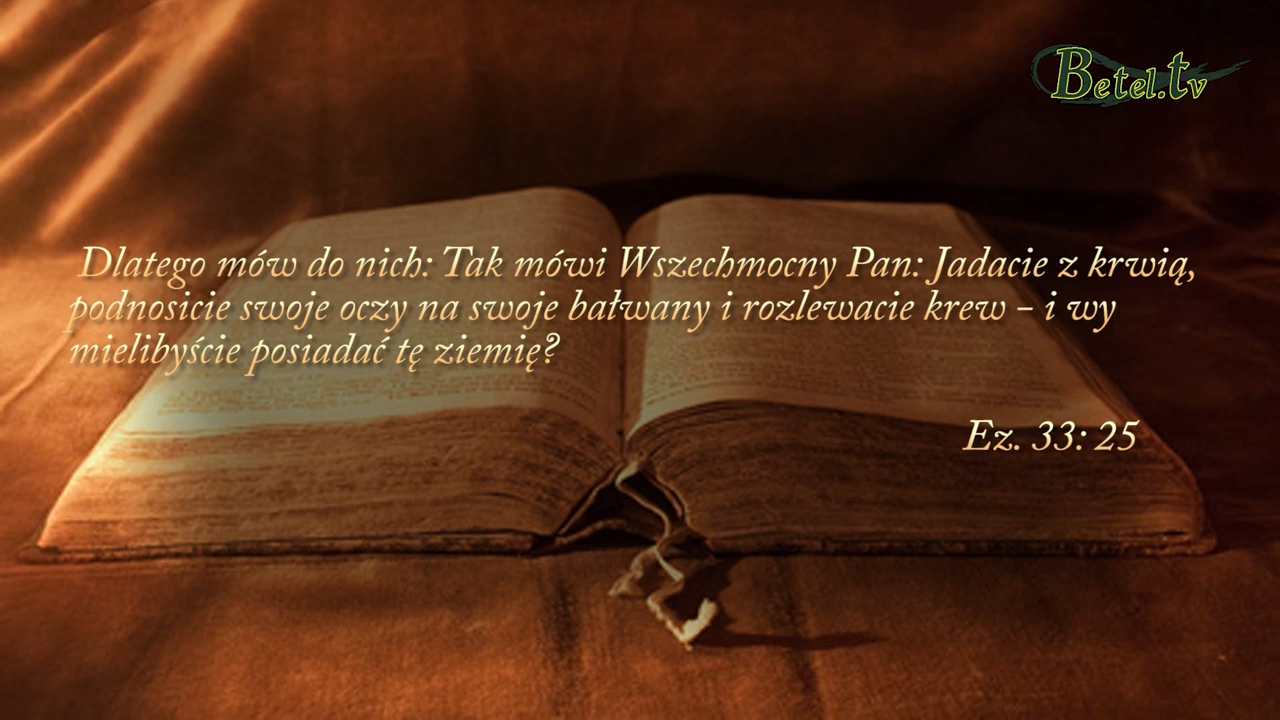 Betel.tv
Dlatego mów do nich: Tak mówi Wszechmocny Pan: Jadacie z krwią,
podnosicie swoje oczy na swoje bałwany i rozlewacie krew – i wy
mielibyście posiadać tę ziemię?
Ez. 33: 25